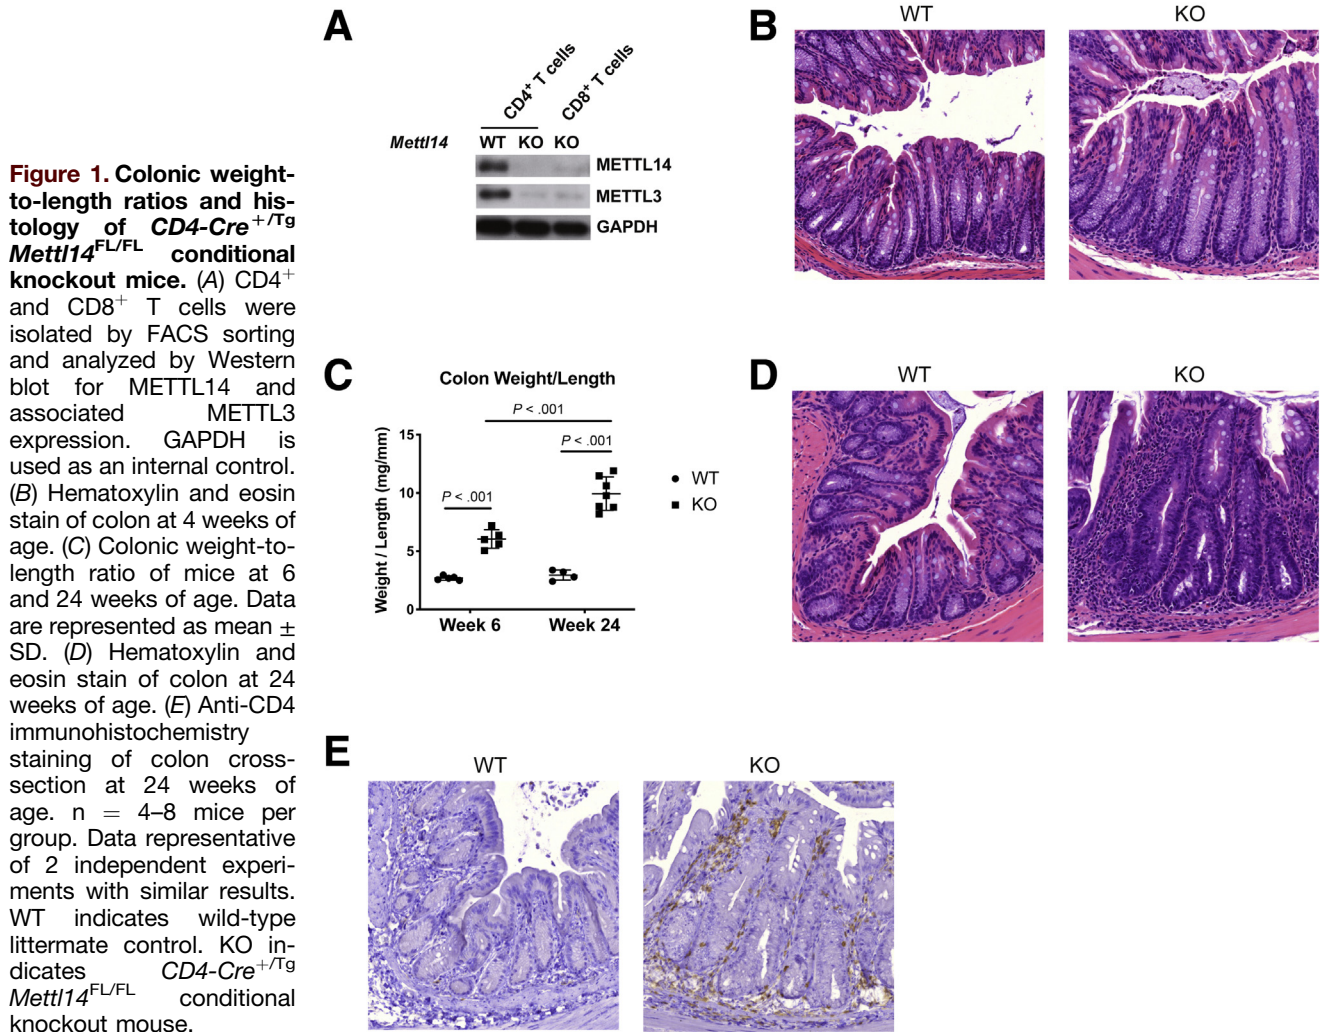 Figure 1. Colonic weight-
to-length ratios and his-
tology of CD4-Cre+/Tg
Mettl14FL/FL conditional
knockout mice. (A) CD4+
and CD8+ T cells were
isolated by FACS sorting
and analyzed by Western
blot for METTL14 and
associated METTL3
expression. GAPDH is
used as an internal control.
(B) Hematoxylin and eosin
stain of colon at 4 weeks of
age. (C) Colonic weight-to-
length ratio of mice at 6
and 24 weeks of age. Data
are represented as mean ±
SD. (D) Hematoxylin and
eosin stain of colon at 24
weeks of age. (E) Anti-CD4
immunohistochemistry
staining of colon cross-
section at 24 weeks of
age. n = 4–8 mice per
group. Data representative
of 2 independent experi-
ments with similar results.
WT indicates wild-type
littermate control. KO in-
dicates CD4-Cre+/Tg
Mettl14FL/FL conditional
knockout mouse.
A
CD4+ T cells
CD8+ T cells
Mettl14 WT KO KO
METTL14
METTL3
GAPDH
B
WT KO
C
Colon Weight/Length
P < .001
P < .001
P < .001
Weight / Length (mg/mm)
15
10
5
0
Week 6 Week 24
WT
KO
D
WT KO
E
WT KO